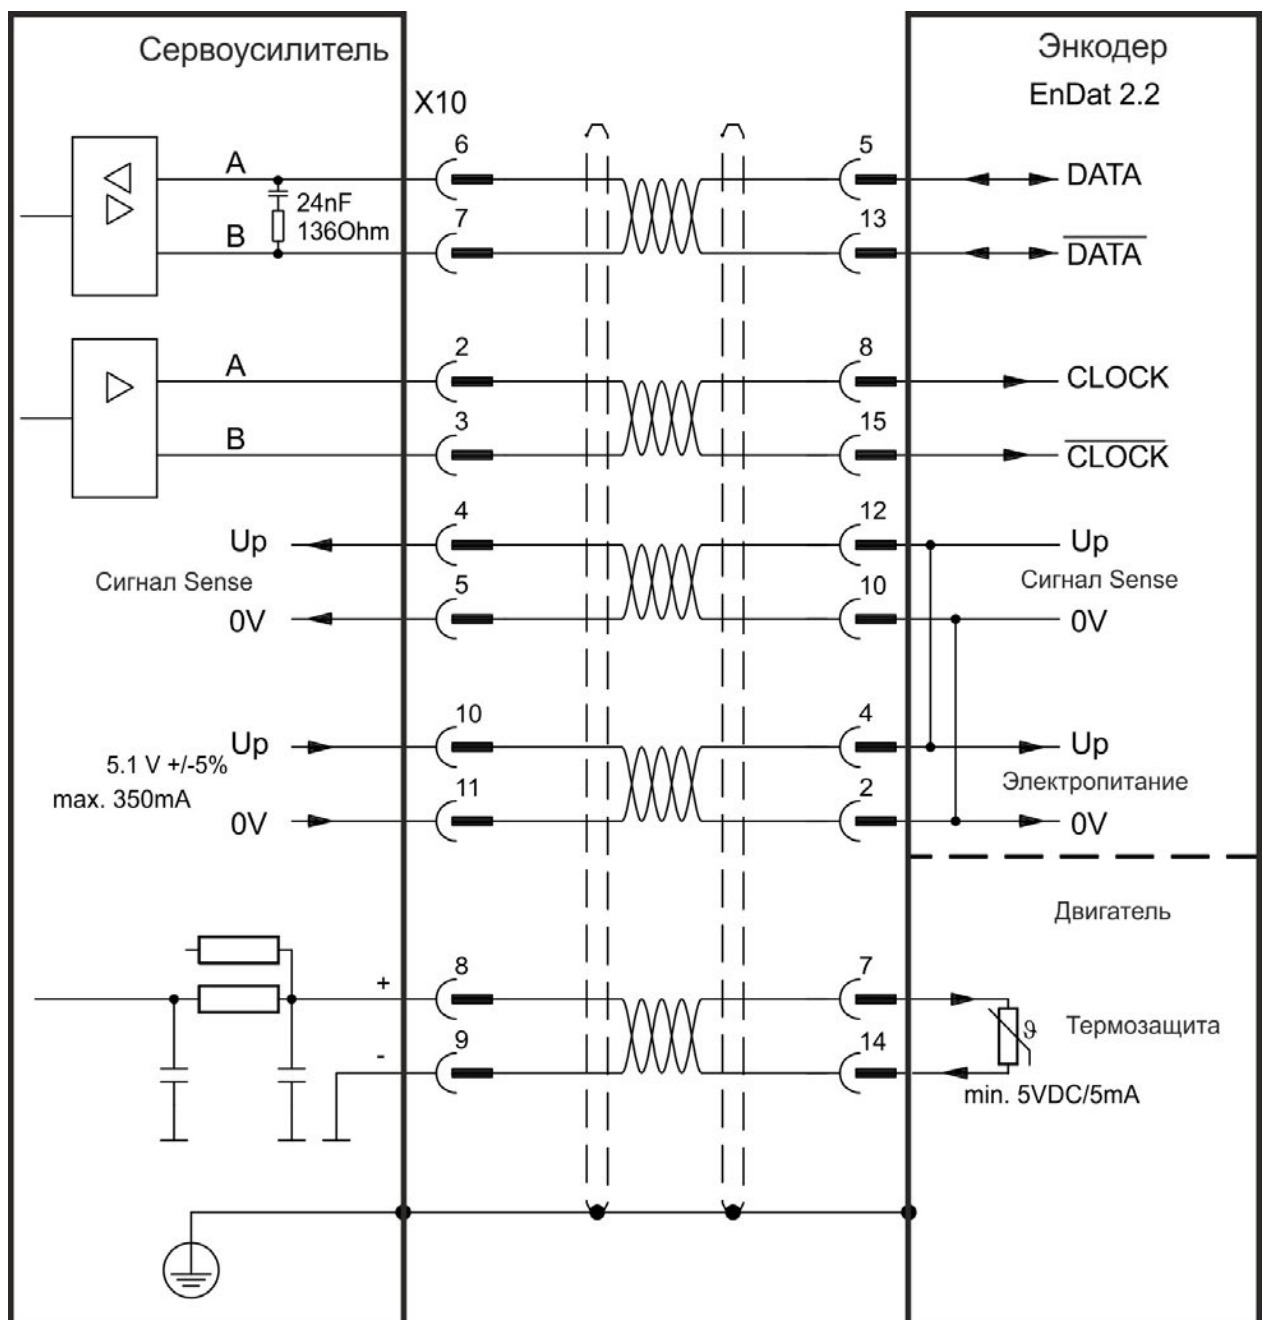 Сервоусилитель
Энкодер
EnDat 2.2
X10
A
6
5
DATA
24nF
136Ohm
B
7
13
DATA
A
2
8
CLOCK
B
3
15
CLOCK
Up
4
12
Up
Сигнал Sense
Сигнал Sense
0V
5
10
0V
Up
10
4
Up
5.1 V +/-5%
max. 350mA
Электропитание
0V
11
2
0V
Двигатель
+
8
7
ϑ
Термозащита
-
9
14
min. 5VDC/5mA